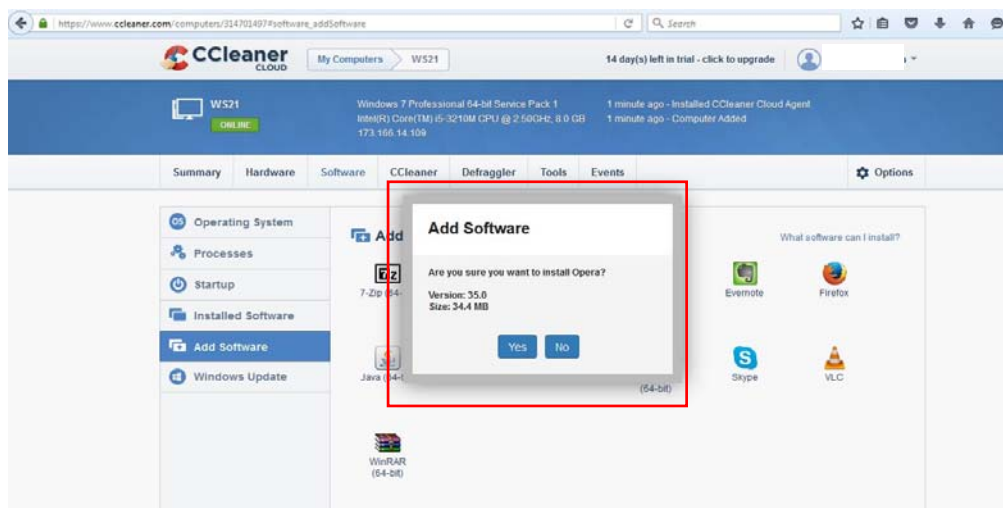 https://www.ccleaner.com/computers/314701497#software_addSoftware
Search
CCleaner
CLOUD
My Computers
WS21
14 day(s) left in trial - click to upgrade
WS21
ONLINE
Windows 7 Professional 64-bit Service Pack 1
Intel(R) Core(TM) i5-3210M CPU @ 2.50GHz, 8.0 GB
173.166.14.109
1 minute ago - Installed CCleaner Cloud Agent
1 minute ago - Computer Added
Summary Hardware Software CCleaner Defraggler Tools Events Options
OS Operating System
Processes
Startup
Installed Software
Add Software
Windows Update
Add
What software can I install?
Add Software
Are you sure you want to install Opera?
Version: 35.0
Size: 34.4 MB
Yes No
7z
7-Zip (64-
Evernote
Firefox
Java (64-
(64-bit)
Skype
VLC
WinRAR
(64-bit)